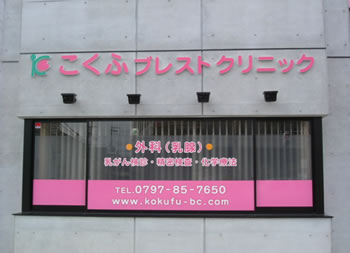 こくふ ブレストクリニック
外科（乳腺）
乳がん検診・精密検査・化学療法
TEL.0797-85-7650
www.kokufu-bc.com